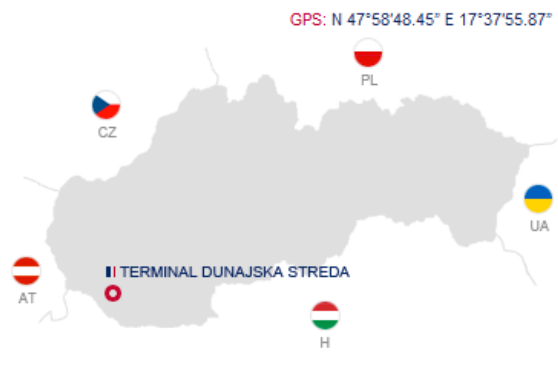 GPS: N 47°58'48.45” E 17°37'55.87”
PL
CZ
UA
TERMINAL DUNAJSKA STREDA
AT
H